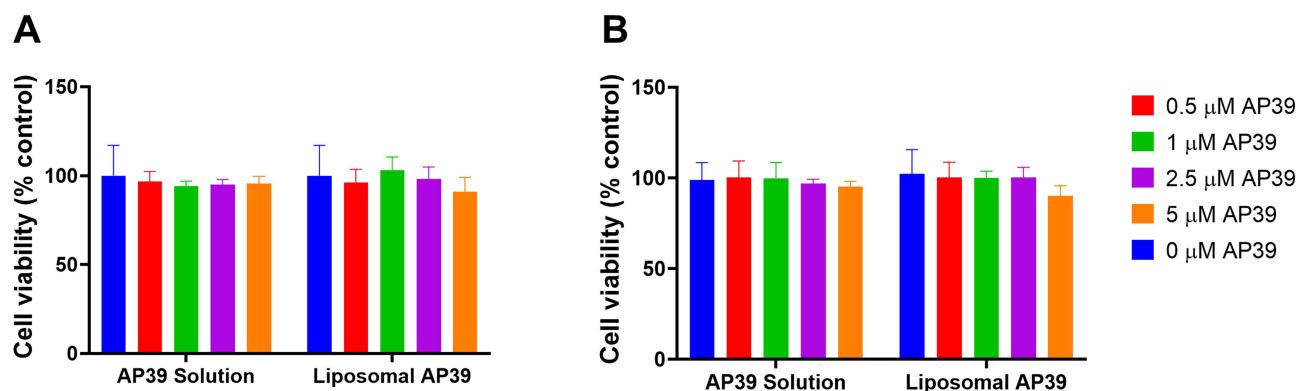 A
Cell viability (% control)
150
100
50
0
AP39 Solution
Liposomal AP39
B
Cell viability (% control)
150
100
50
0
AP39 Solution
Liposomal AP39
0.5 μM AP39
1 μM AP39
2.5 μM AP39
5 μM AP39
0 μM AP39